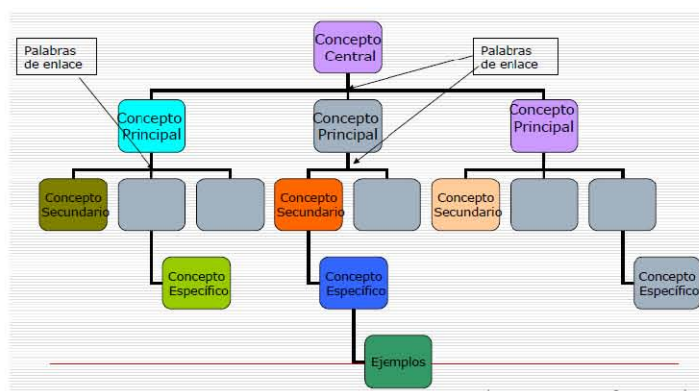 Concepto
Central
Palabras
de enlace
Palabras
de enlace
Concepto
Principal
Concepto
Principal
Concepto
Principal
Concepto
Secundario
Concepto
Secundario
Concepto
Secundario
Concepto
Específico
Concepto
Específico
Concepto
Específico
Ejemplos